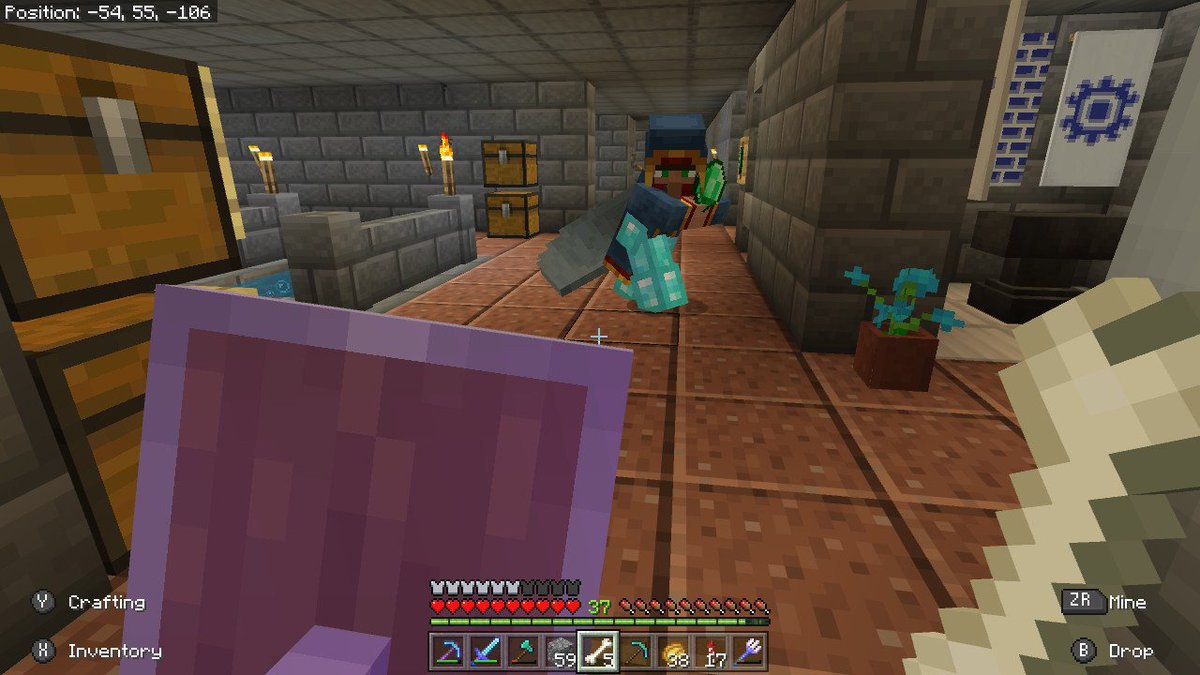 Position: -54, 55, -106
Y Crafting
X Inventory
ZR Mine
B Drop
37
59
5
38
17